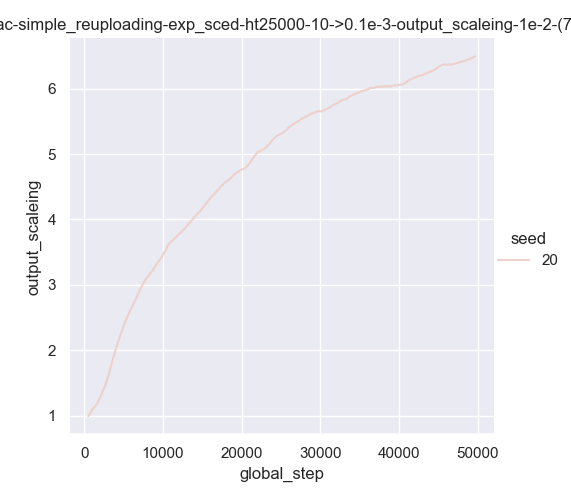 ac-simple_reuploading-exp_sced-ht25000-10->0.1e-3-output_scaleing-1e-2-(7
6
5
4
3
2
1
output_scaleing
0 10000 20000 30000 40000 50000
global_step
seed
20